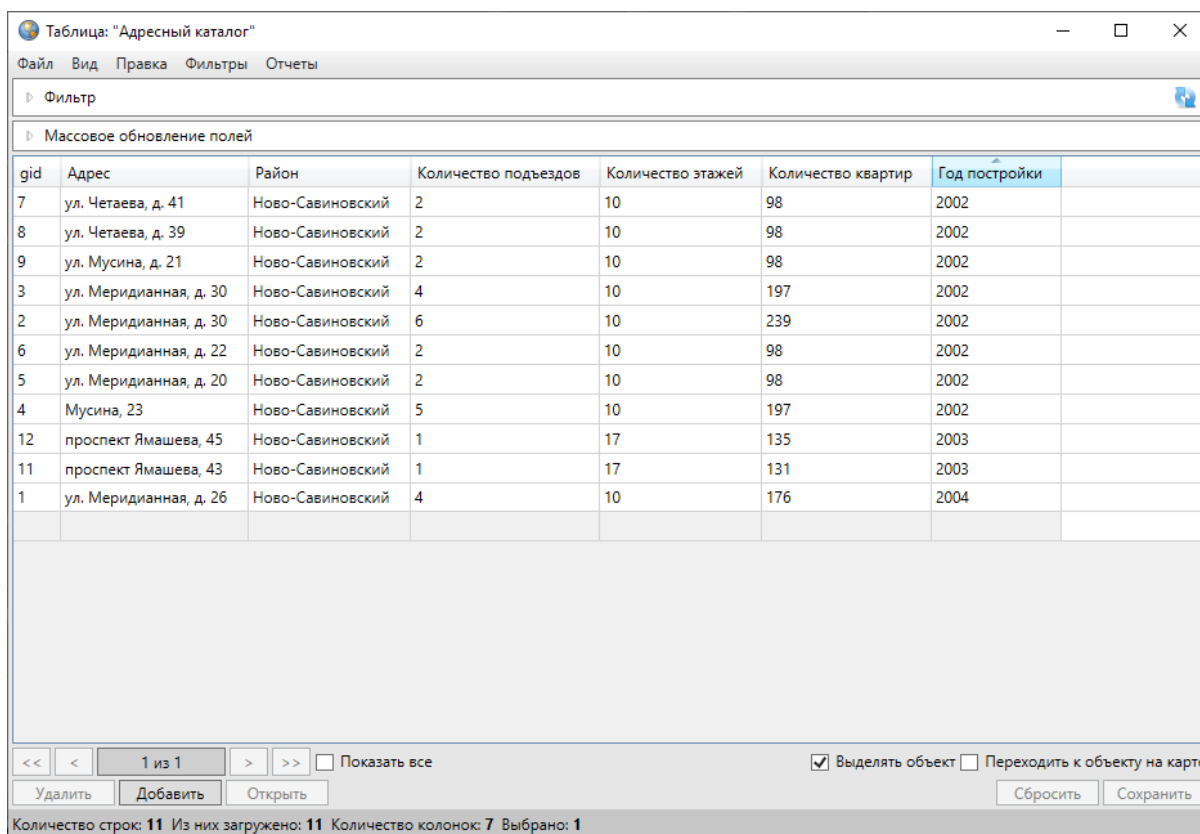 Таблица: "Адресный каталог"
Файл Вид Правка Фильтры Отчеты
Фильтр
Массовое обновление полей
gid Адрес Район Количество подъездов Количество этажей Количество квартир Год постройки
7 ул. Четаева, д. 41 Ново-Савиновский 2 10 98 2002
8 ул. Четаева, д. 39 Ново-Савиновский 2 10 98 2002
9 ул. Мусина, д. 21 Ново-Савиновский 2 10 98 2002
3 ул. Меридианная, д. 30 Ново-Савиновский 4 10 197 2002
2 ул. Меридианная, д. 30 Ново-Савиновский 6 10 239 2002
6 ул. Меридианная, д. 22 Ново-Савиновский 2 10 98 2002
5 ул. Меридианная, д. 20 Ново-Савиновский 2 10 98 2002
4 Мусина, 23 Ново-Савиновский 5 10 197 2002
12 проспект Ямашева, 45 Ново-Савиновский 1 17 135 2003
11 проспект Ямашева, 43 Ново-Савиновский 1 17 131 2003
1 ул. Меридианная, д. 26 Ново-Савиновский 4 10 176 2004
<< < 1 из 1 > >> Показать все Выделять объект Переходить к объекту на карте
Удалить Добавить Открыть Сбросить Сохранить
Количество строк: 11 Из них загружено: 11 Количество колонок: 7 Выбрано: 1